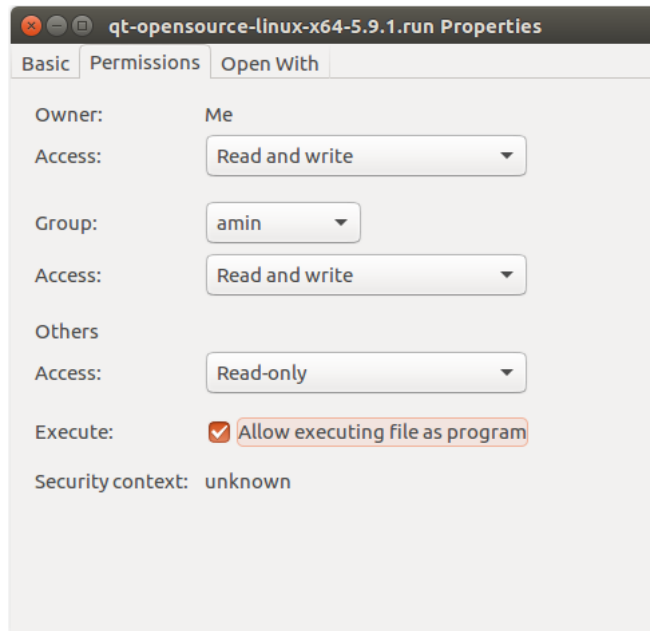 qt-opensource-linux-x64-5.9.1.run Properties
Basic Permissions Open With
Owner: Me
Access: Read and write
Group: amin
Access: Read and write
Others
Access: Read-only
Execute: Allow executing file as program
Security context: unknown